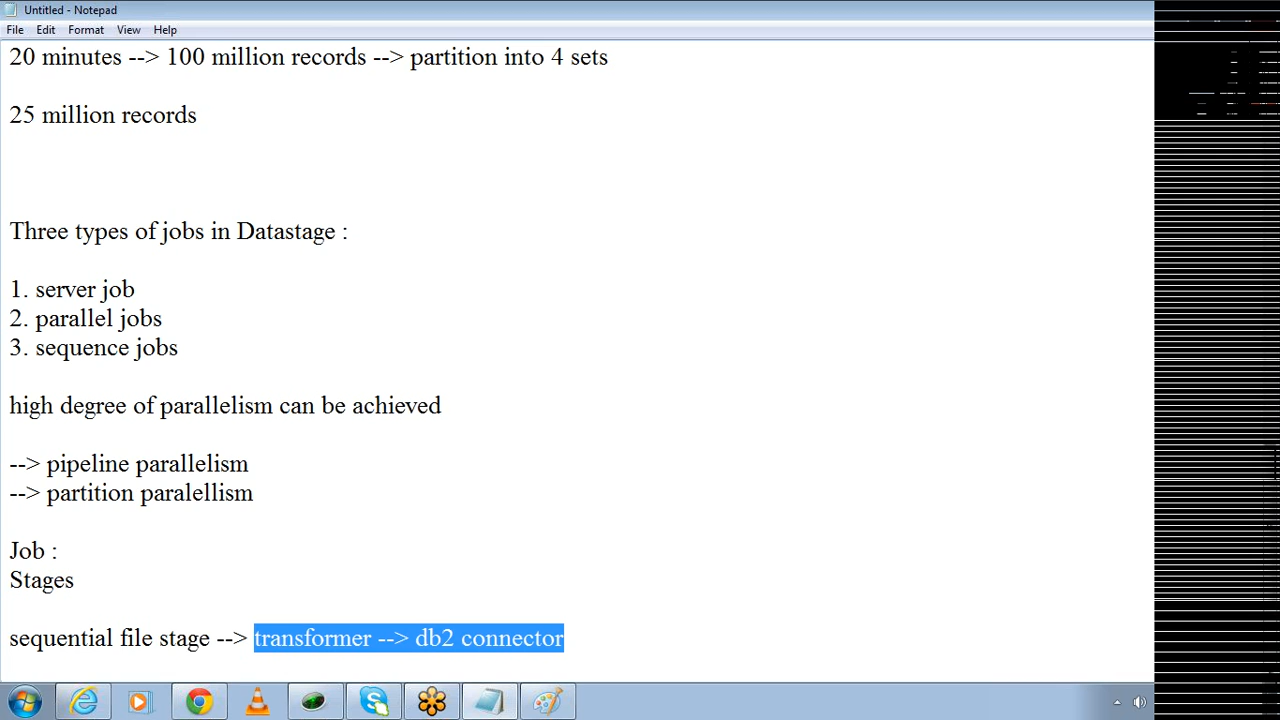 Untitled - Notepad
File Edit Format View Help
20 minutes --> 100 million records --> partition into 4 sets
25 million records
Three types of jobs in Datastage :
1. server job
2. parallel jobs
3. sequence jobs
high degree of parallelism can be achieved
--> pipeline parallelism
--> partition paralellism
Job :
Stages
sequential file stage --> transformer --> db2 connector